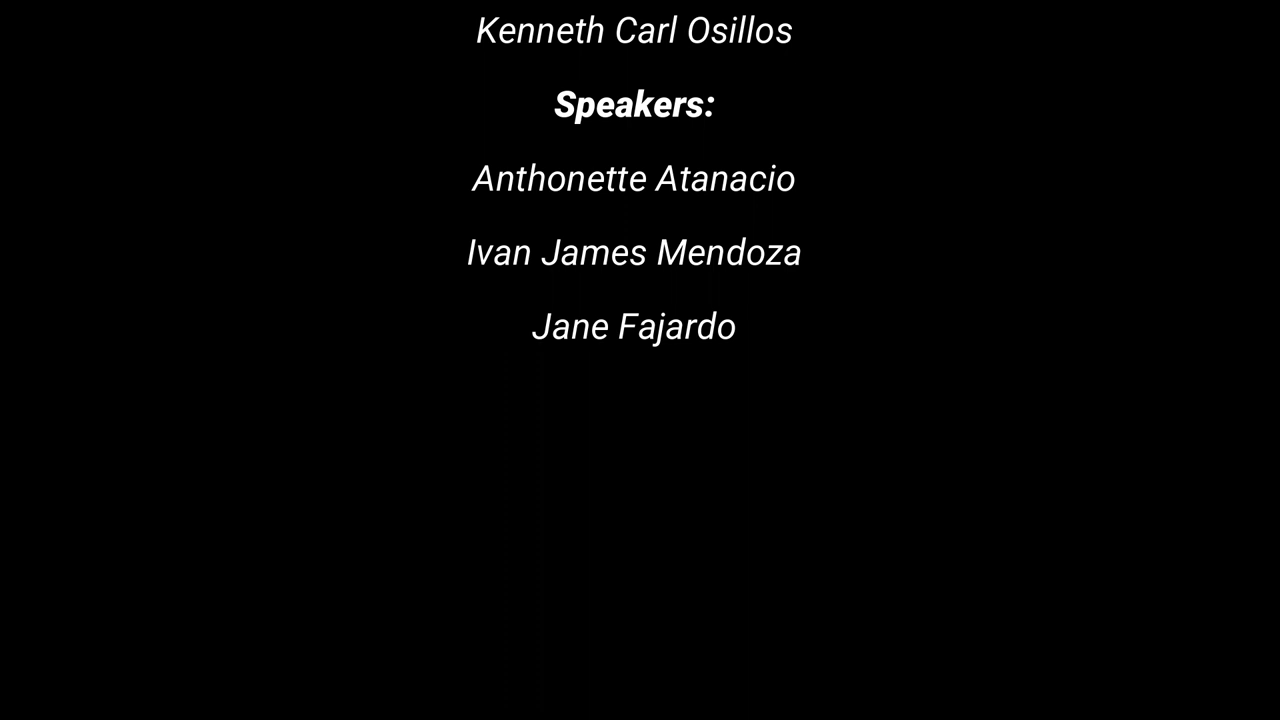 Kenneth Carl Osillos
Speakers:
Anthonette Atanacio
Ivan James Mendoza
Jane Fajardo